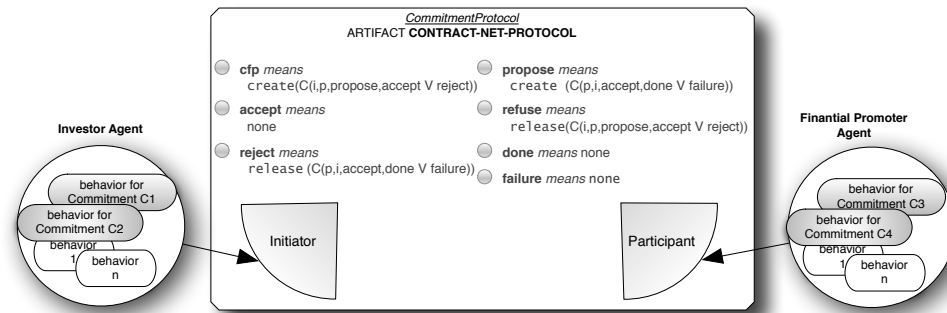 CommitmentProtocol
ARTIFACT CONTRACT-NET-PROTOCOL
cfp means
create(C(i,p,propose,accept V reject))
accept means
none
reject means
release (C(p,i,accept,done V failure))
propose means
create (C(p,i,accept,done V failure))
refuse means
release(C(i,p,propose,accept V reject))
done means none
failure means none
Initiator
Participant
Investor Agent
behavior for
Commitment C1
behavior for
Commitment C2
behavior
1
behavior
n
Finantial Promoter
Agent
behavior for
Commitment C3
behavior for
Commitment C4
behavior
1
behavior
n